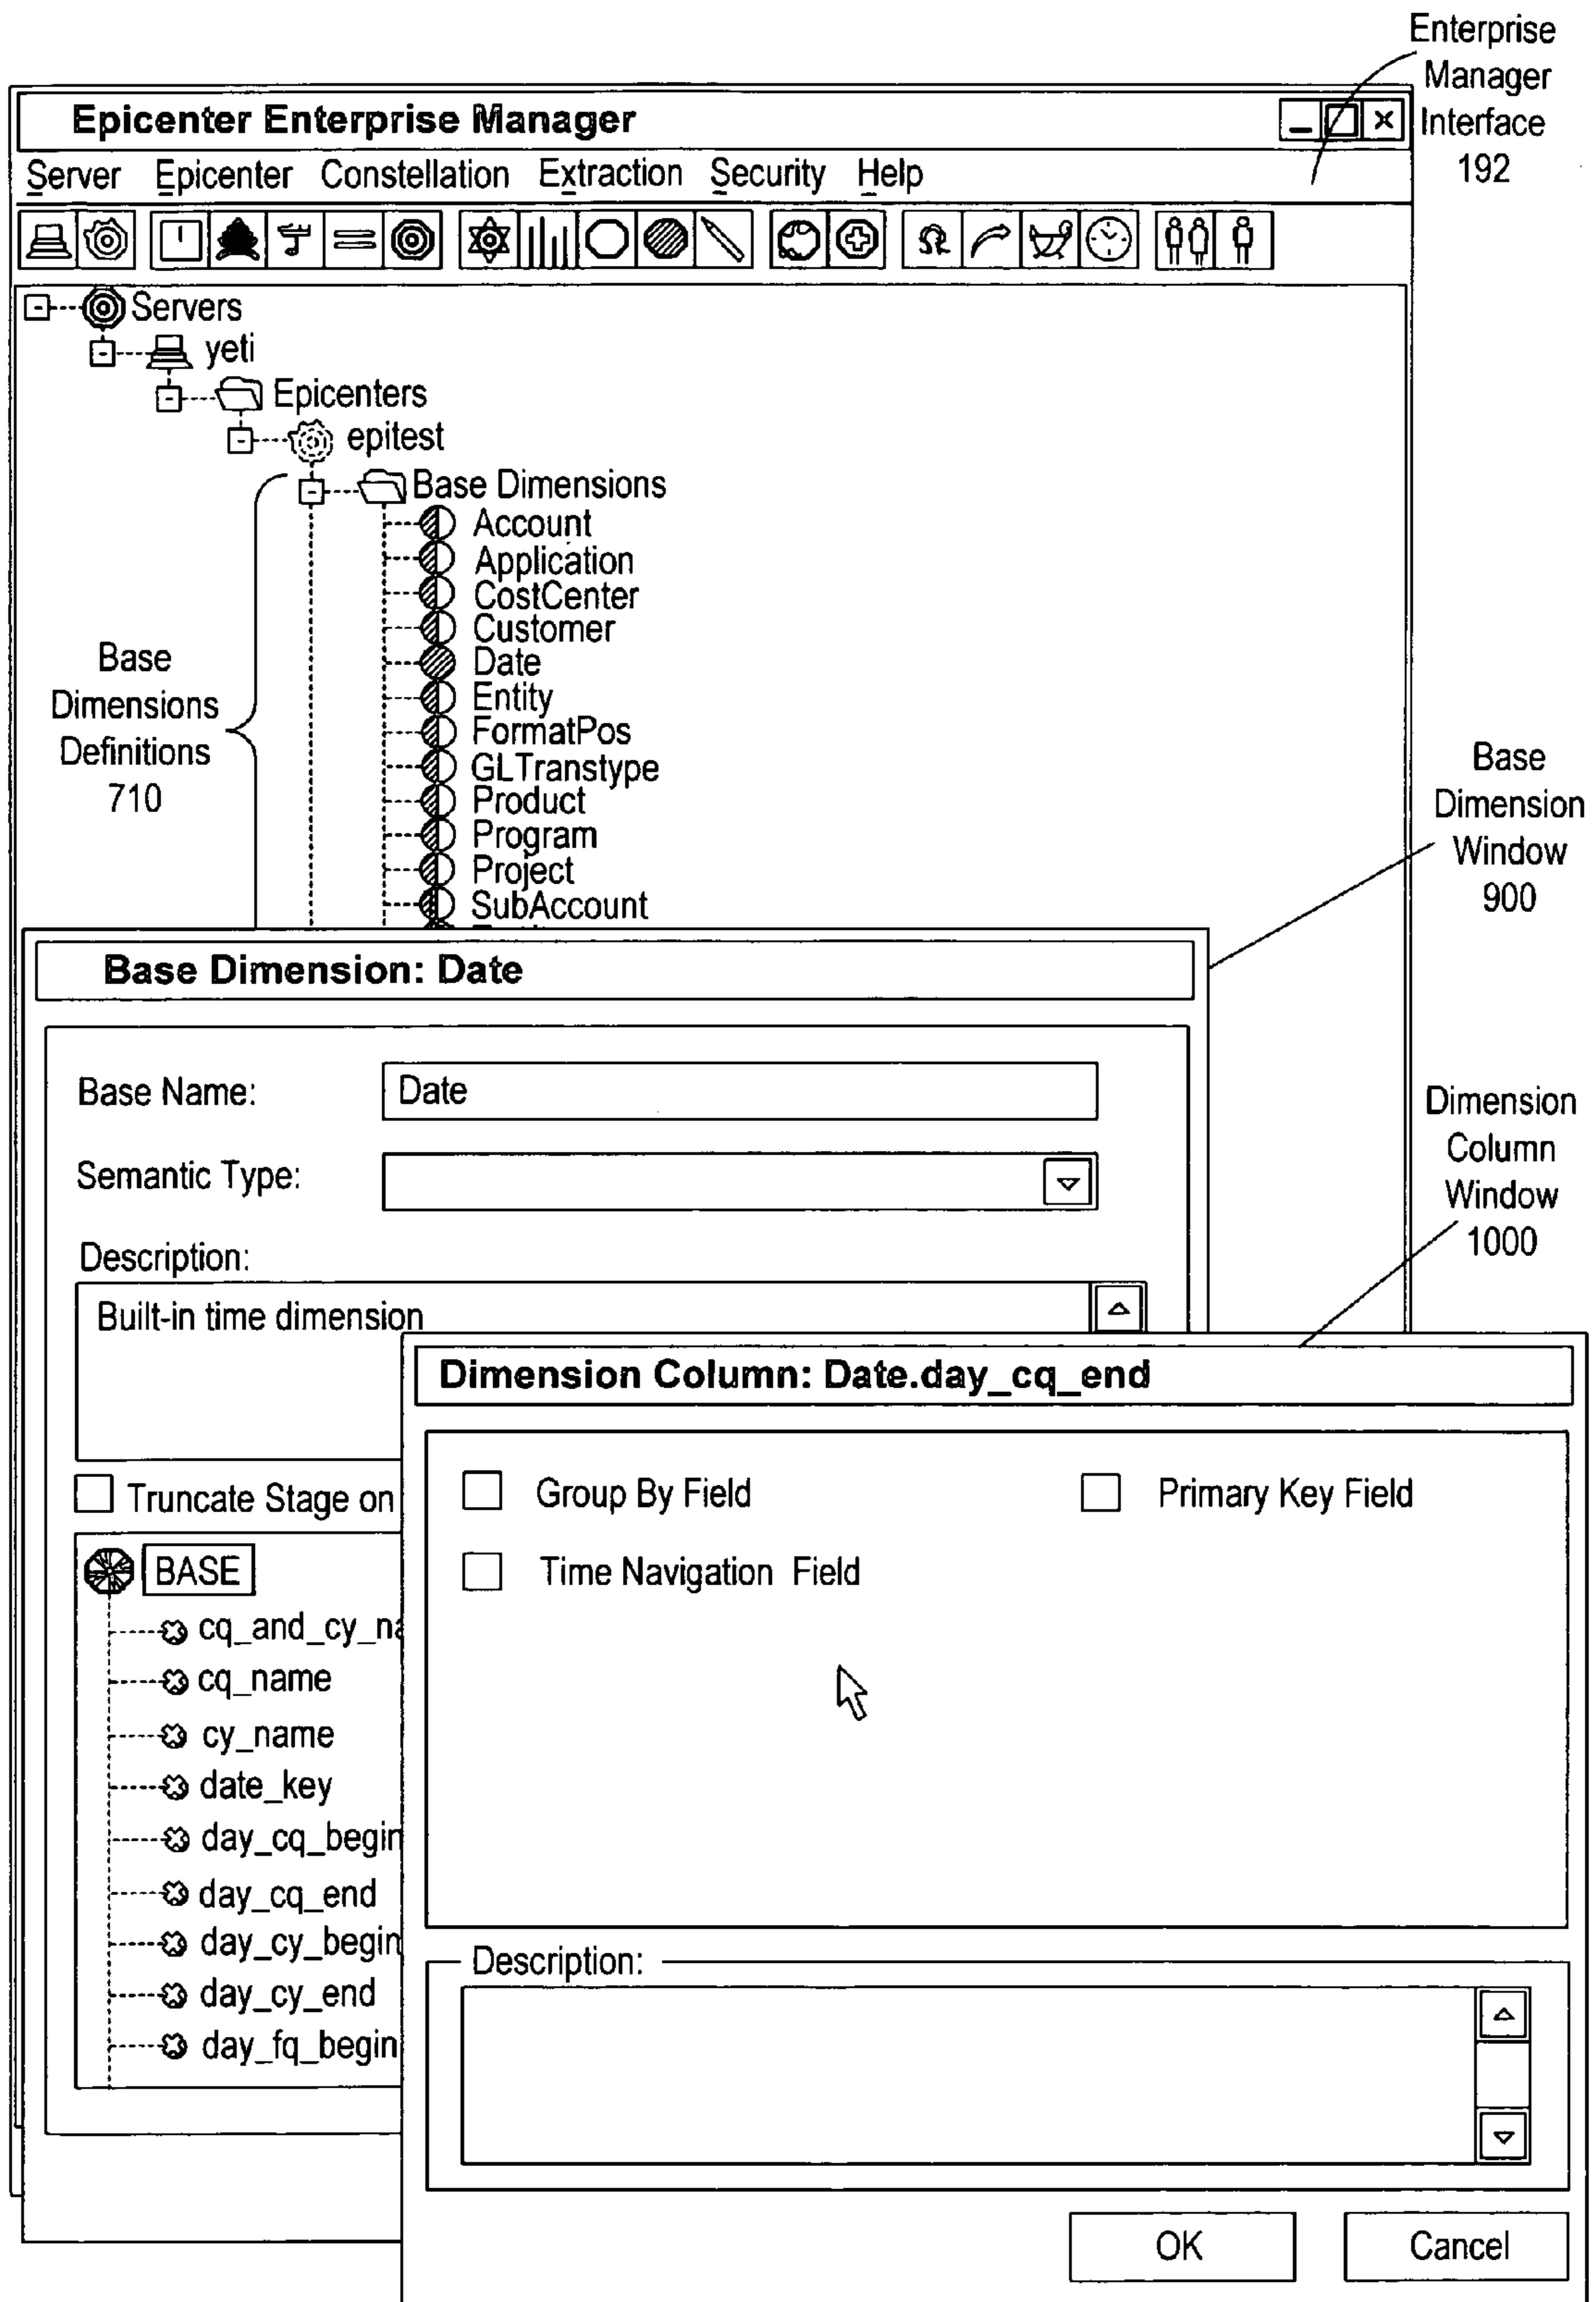 Enterprise
Manager
Interface
192
Epicenter Enterprise Manager
Server Epicenter Constellation Extraction Security Help
Servers
yeti
Epicenters
epitest
Base Dimensions
Account
Application
CostCenter
Customer
Date
Entity
FormatPos
GLTranstype
Product
Program
Project
SubAccount
Base
Dimensions
Definitions
710
Base
Dimension
Window
900
Base Dimension: Date
Base Name: Date
Semantic Type:
Description:
Built-in time dimension
Truncate Stage on
BASE
cq_and_cy_na
cq_name
cy_name
date_key
day_cq_begin
day_cq_end
day_cy_begin
day_cy_end
day_fq_begin
Dimension
Column
Window
1000
Dimension Column: Date.day_cq_end
Group By Field Primary Key Field
Time Navigation Field
Description:
OK Cancel